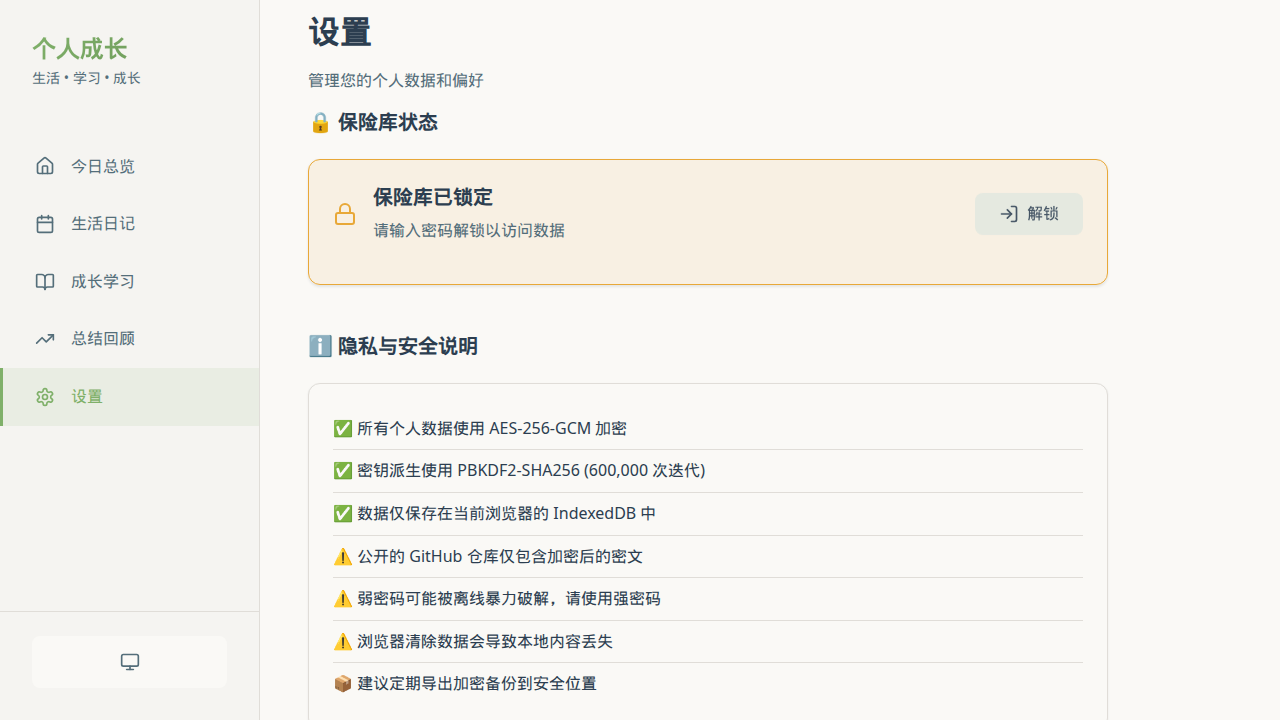 个人成长
生活 • 学习 • 成长
今日总览
生活日记
成长学习
总结回顾
设置
设置
管理您的个人数据和偏好
🔒 保险库状态
保险库已锁定
请输入密码解锁以访问数据
解锁
ℹ️ 隐私与安全说明
✅ 所有个人数据使用 AES-256-GCM 加密
✅ 密钥派生使用 PBKDF2-SHA256 (600,000 次迭代)
✅ 数据仅保存在当前浏览器的 IndexedDB 中
⚠️ 公开的 GitHub 仓库仅包含加密后的密文
⚠️ 弱密码可能被离线暴力破解，请使用强密码
⚠️ 浏览器清除数据会导致本地内容丢失
📦 建议定期导出加密备份到安全位置